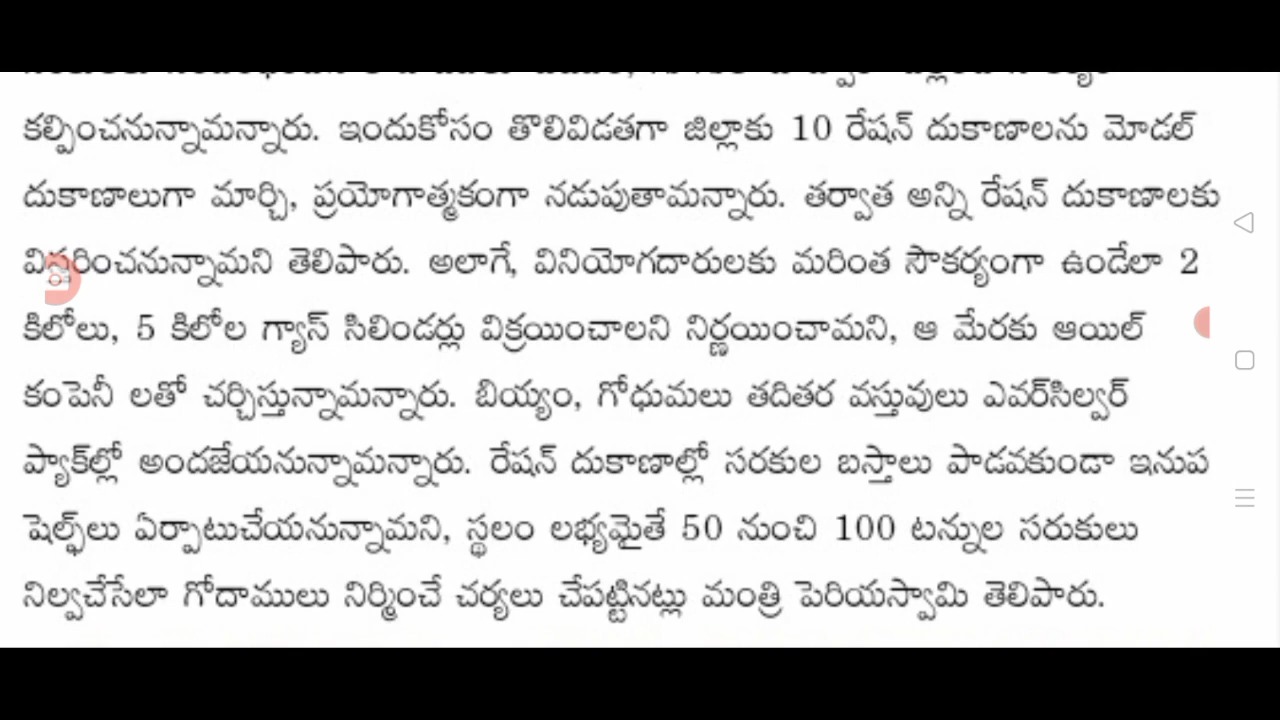 కల్పించనున్నామన్నారు. ఇందుకోసం తొలివిడతగా జిల్లాకు 10 రేషన్ దుకాణాలను మోడల్
దుకాణాలుగా మార్చి, ప్రయోగాత్మకంగా నడుపుతామన్నారు. తర్వాత అన్ని రేషన్ దుకాణాలకు
విస్తరించనున్నామని తెలిపారు. అలాగే, వినియోగదారులకు మరింత సౌకర్యంగా ఉండేలా 2
కిలోలు, 5 కిలోల గ్యాస్ సిలిండర్లు విక్రయించాలని నిర్ణయించామని, ఆ మేరకు ఆయిల్
కంపెనీ లతో చర్చిస్తున్నామన్నారు. బియ్యం, గోధుమలు తదితర వస్తువులు ఎవర్‌సిల్వర్
ప్యాక్‌ల్లో అందజేయనున్నామన్నారు. రేషన్ దుకాణాల్లో సరకుల బస్తాలు పాడవకుండా ఇనుప
షెల్ఫ్‌లు ఏర్పాటుచేయనున్నామని, స్థలం లభ్యమైతే 50 నుంచి 100 టన్నుల సరుకులు
నిల్వచేసేలా గోదాములు నిర్మించే చర్యలు చేపట్టినట్లు మంత్రి పెరియస్వామి తెలిపారు.